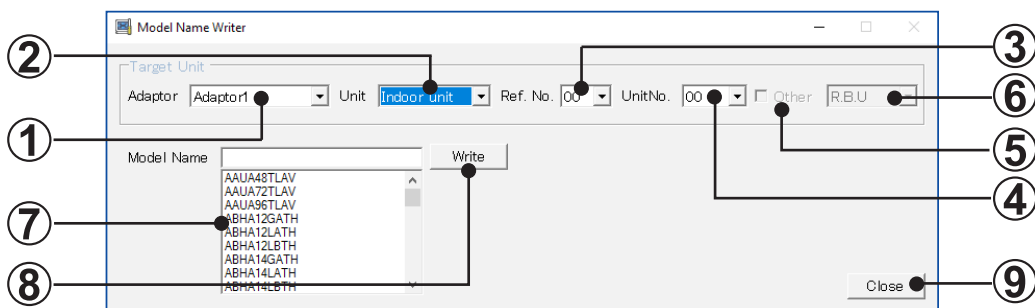 Model Name Writer
Target Unit
Adaptor Adaptor1 Unit Indoor unit Ref. No. 00 UnitNo. 00 Other R.B.U
Model Name Write
AAUA48TLAV
AAUA72TLAV
AAUA96TLAV
ABHA12GATH
ABHA12LATH
ABHA12LBTH
ABHA14GATH
ABHA14LATH
ABHA14LBTH
Close
1
2
3
4
5
6
7
8
9